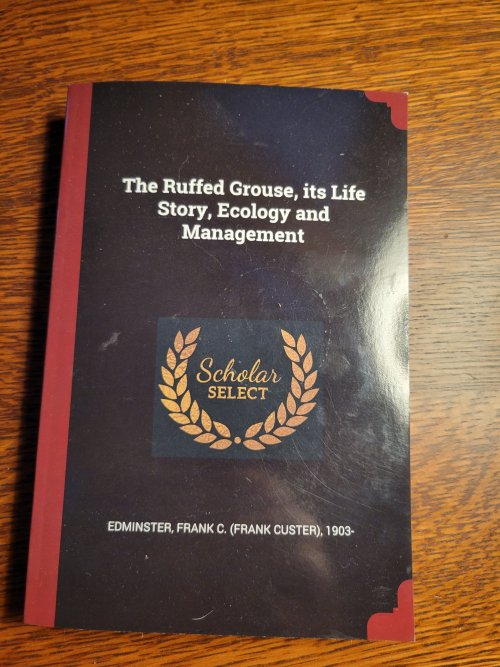 The Ruffed Grouse, its Life
Story, Ecology and
Management
Scholar
SELECT
EDMINSTER, FRANK C. (FRANK CUSTER), 1903-